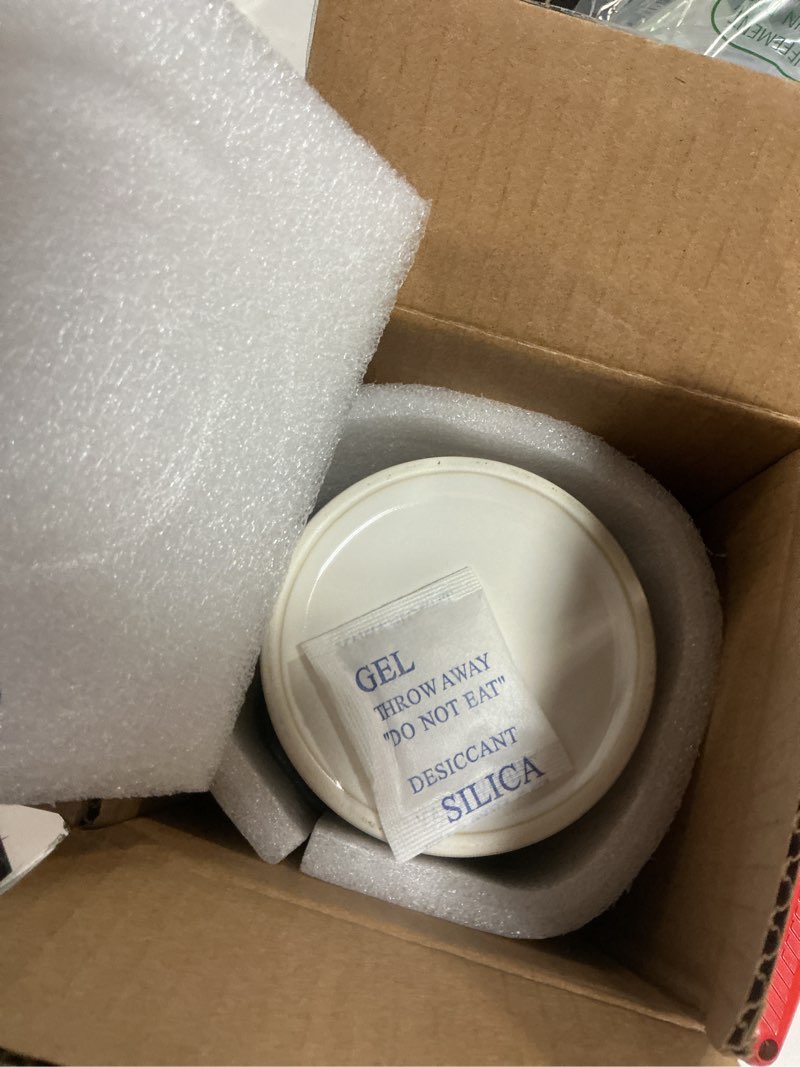 GEL
THROW AWAY
"DO NOT EAT"
DESICCANT
SILICA